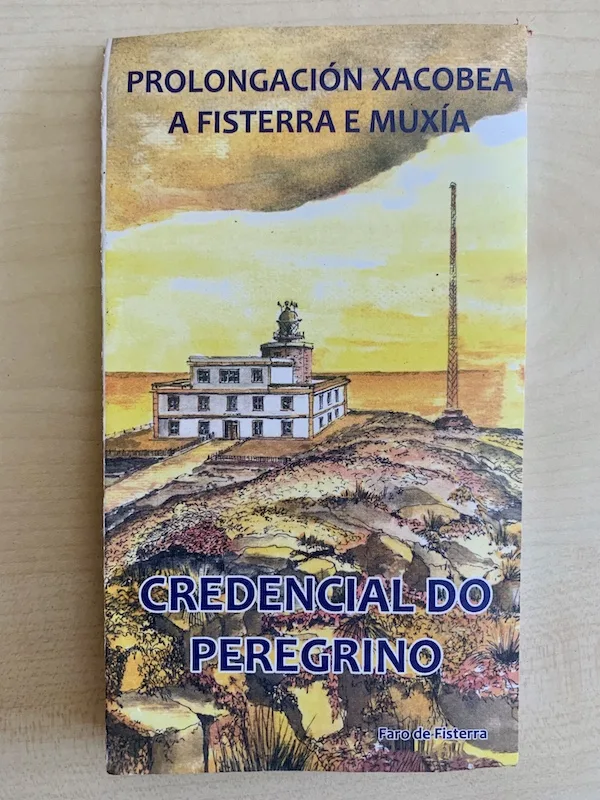 PROLONGACIÓN XACOBEA
A FISTERRA E MUXÍA
CREDENCIAL DO
PEREGRINO
Faro de Fisterra